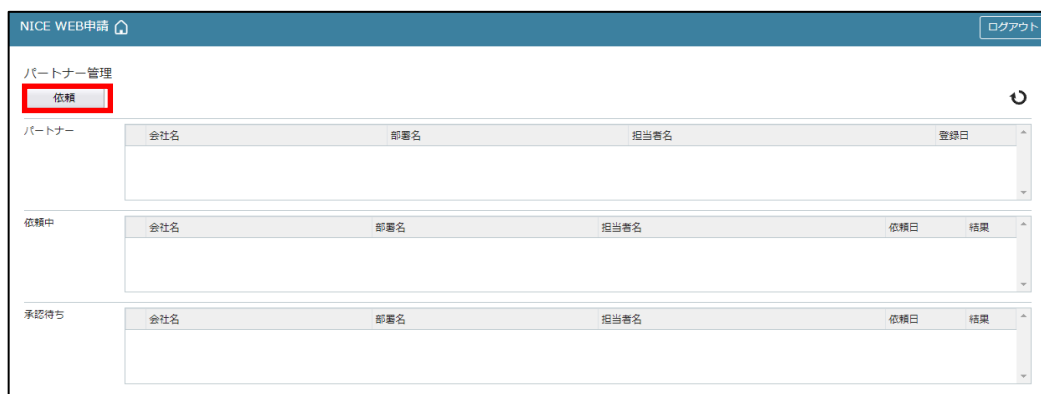 NICE WEB申請
ログアウト
パートナー管理
依頼
パートナー
会社名 部署名 担当者名 登録日
依頼中
会社名 部署名 担当者名 依頼日 結果
承認待ち
会社名 部署名 担当者名 依頼日 結果